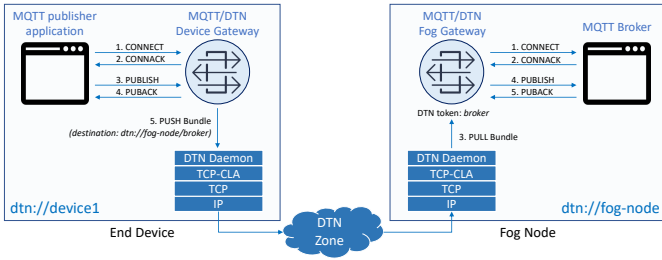 MQTT publisher
application
MQTT/DTN
Device Gateway
1. CONNECT
2. CONNACK
3. PUBLISH
4. PUBACK
5. PUSH Bundle
(destination: dtn://fog-node/broker)
DTN Daemon
TCP-CLA
TCP
IP
dtn://device1
End Device
DTN
Zone
MQTT/DTN
Fog Gateway
MQTT Broker
1. CONNECT
2. CONNACK
4. PUBLISH
5. PUBACK
DTN token: broker
3. PULL Bundle
DTN Daemon
TCP-CLA
TCP
IP
dtn://fog-node
Fog Node